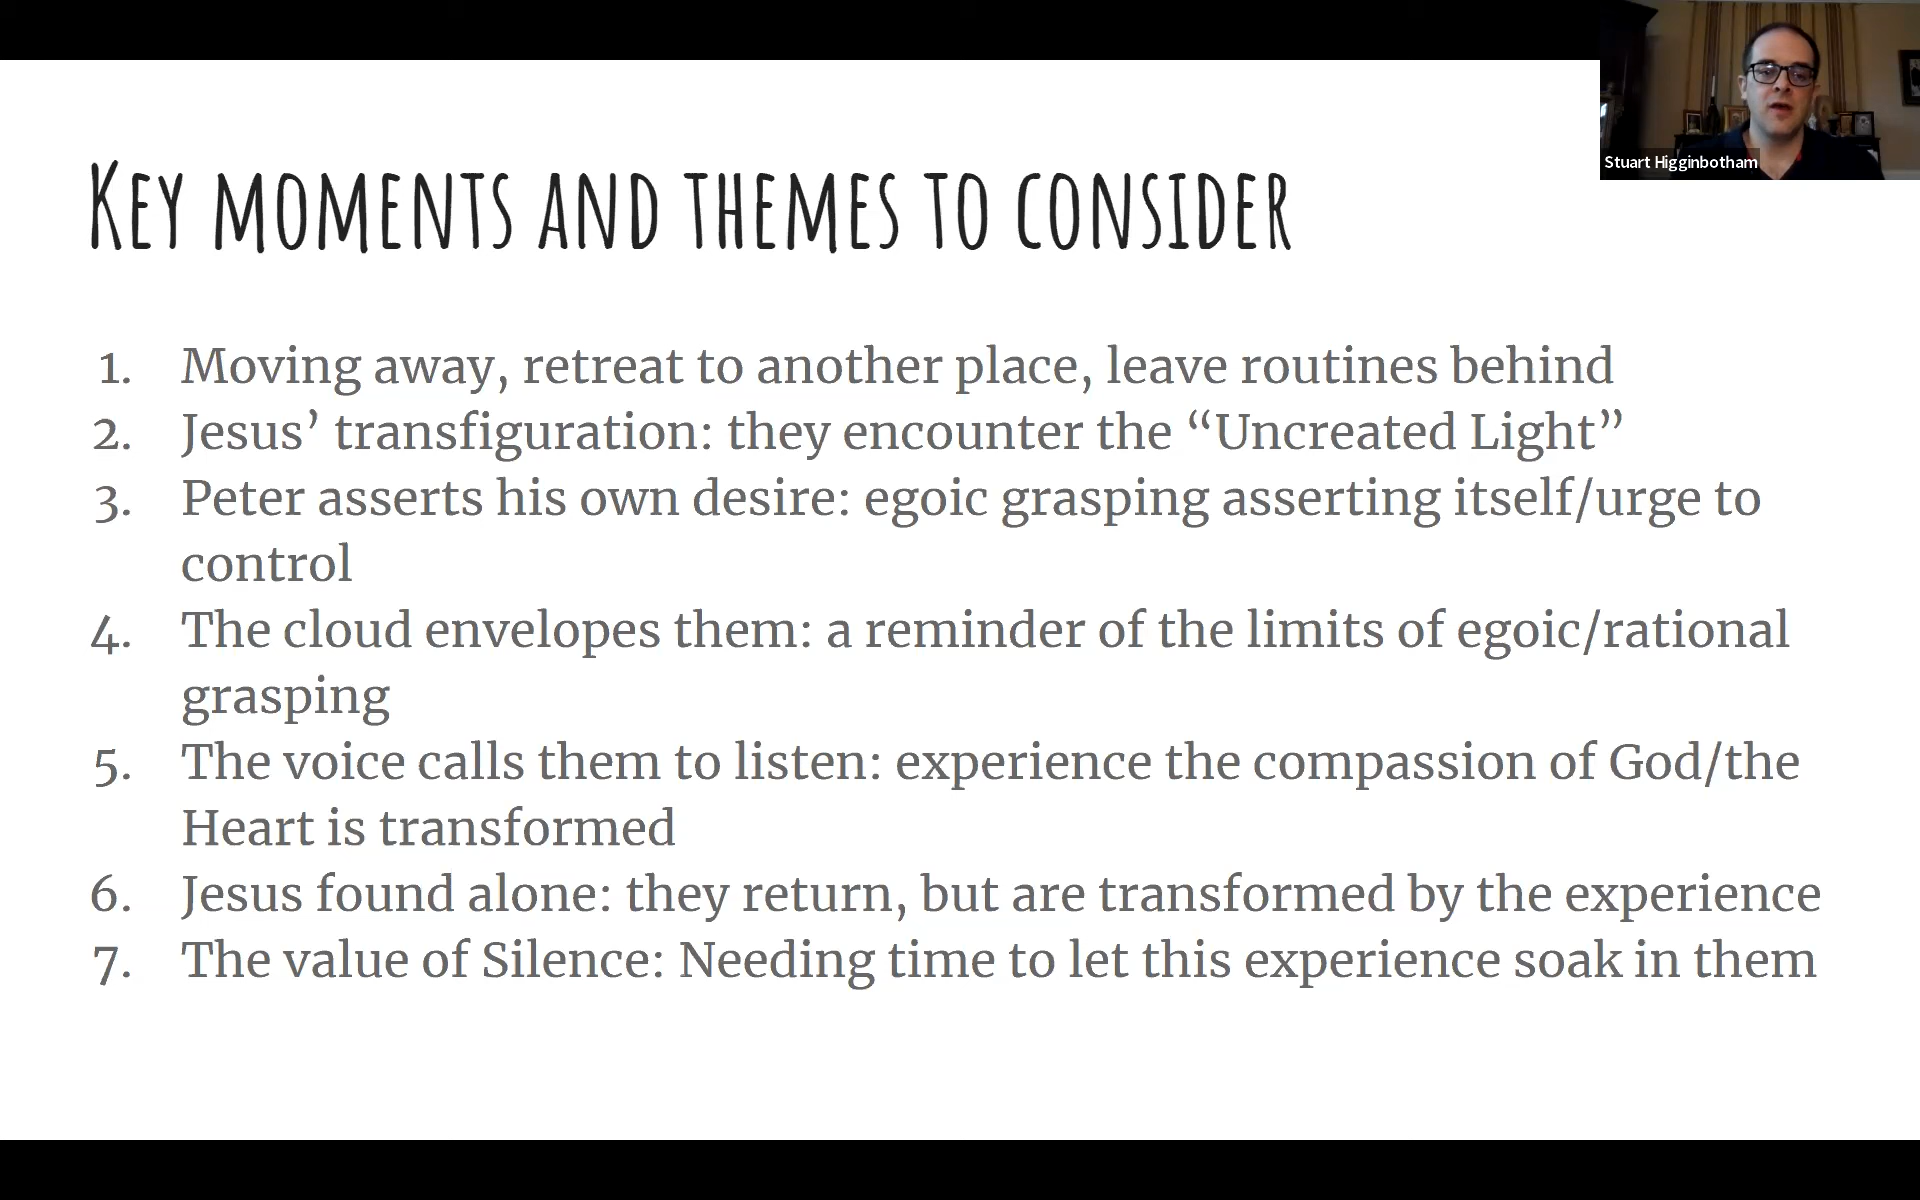 Stuart Higginbotham
Key moments and themes to consider
1. Moving away, retreat to another place, leave routines behind
2. Jesus’ transfiguration: they encounter the “Uncreated Light”
3. Peter asserts his own desire: egoic grasping asserting itself/urge to
control
4. The cloud envelopes them: a reminder of the limits of egoic/rational
grasping
5. The voice calls them to listen: experience the compassion of God/the
Heart is transformed
6. Jesus found alone: they return, but are transformed by the experience
7. The value of Silence: Needing time to let this experience soak in them